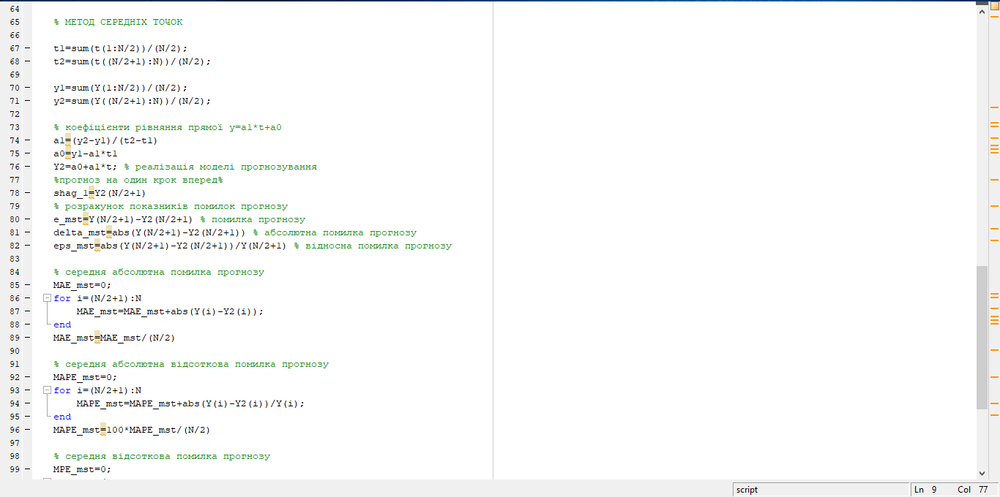 64
65 % МЕТОД СЕРЕДНІХ ТОЧОК
66
67 – t1=sum(t(1:N/2))/(N/2);
68 – t2=sum(t((N/2+1):N))/(N/2);
69
70 – y1=sum(Y(1:N/2))/(N/2);
71 – y2=sum(Y((N/2+1):N))/(N/2);
72
73 % коефіцієнти рівняння прямої y=a1*t+a0
74 – a1=(y2-y1)/(t2-t1)
75 – a0=y1-a1*t1
76 – Y2=a0+a1*t; % реалізація моделі прогнозування
77 %прогноз на один крок вперед%
78 – shag_1=Y2(N/2+1)
79 % розрахунок показників помилок прогнозу
80 – e_mst=Y(N/2+1)-Y2(N/2+1) % помилка прогнозу
81 – delta_mst=abs(Y(N/2+1)-Y2(N/2+1)) % абсолютна помилка прогнозу
82 – eps_mst=abs(Y(N/2+1)-Y2(N/2+1))/Y(N/2+1) % відносна помилка прогнозу
83
84 % середня абсолютна помилка прогнозу
85 – MAE_mst=0;
86 – for i=(N/2+1):N
87 – MAE_mst=MAE_mst+abs(Y(i)-Y2(i));
88 – end
89 – MAE_mst=MAE_mst/(N/2)
90
91 % середня абсолютна відсоткова помилка прогнозу
92 – MAPE_mst=0;
93 – for i=(N/2+1):N
94 – MAPE_mst=MAPE_mst+abs(Y(i)-Y2(i))/Y(i);
95 – end
96 – MAPE_mst=100*MAPE_mst/(N/2)
97
98 % середня відсоткова помилка прогнозу
99 – MPE_mst=0;
script Ln 9 Col 77